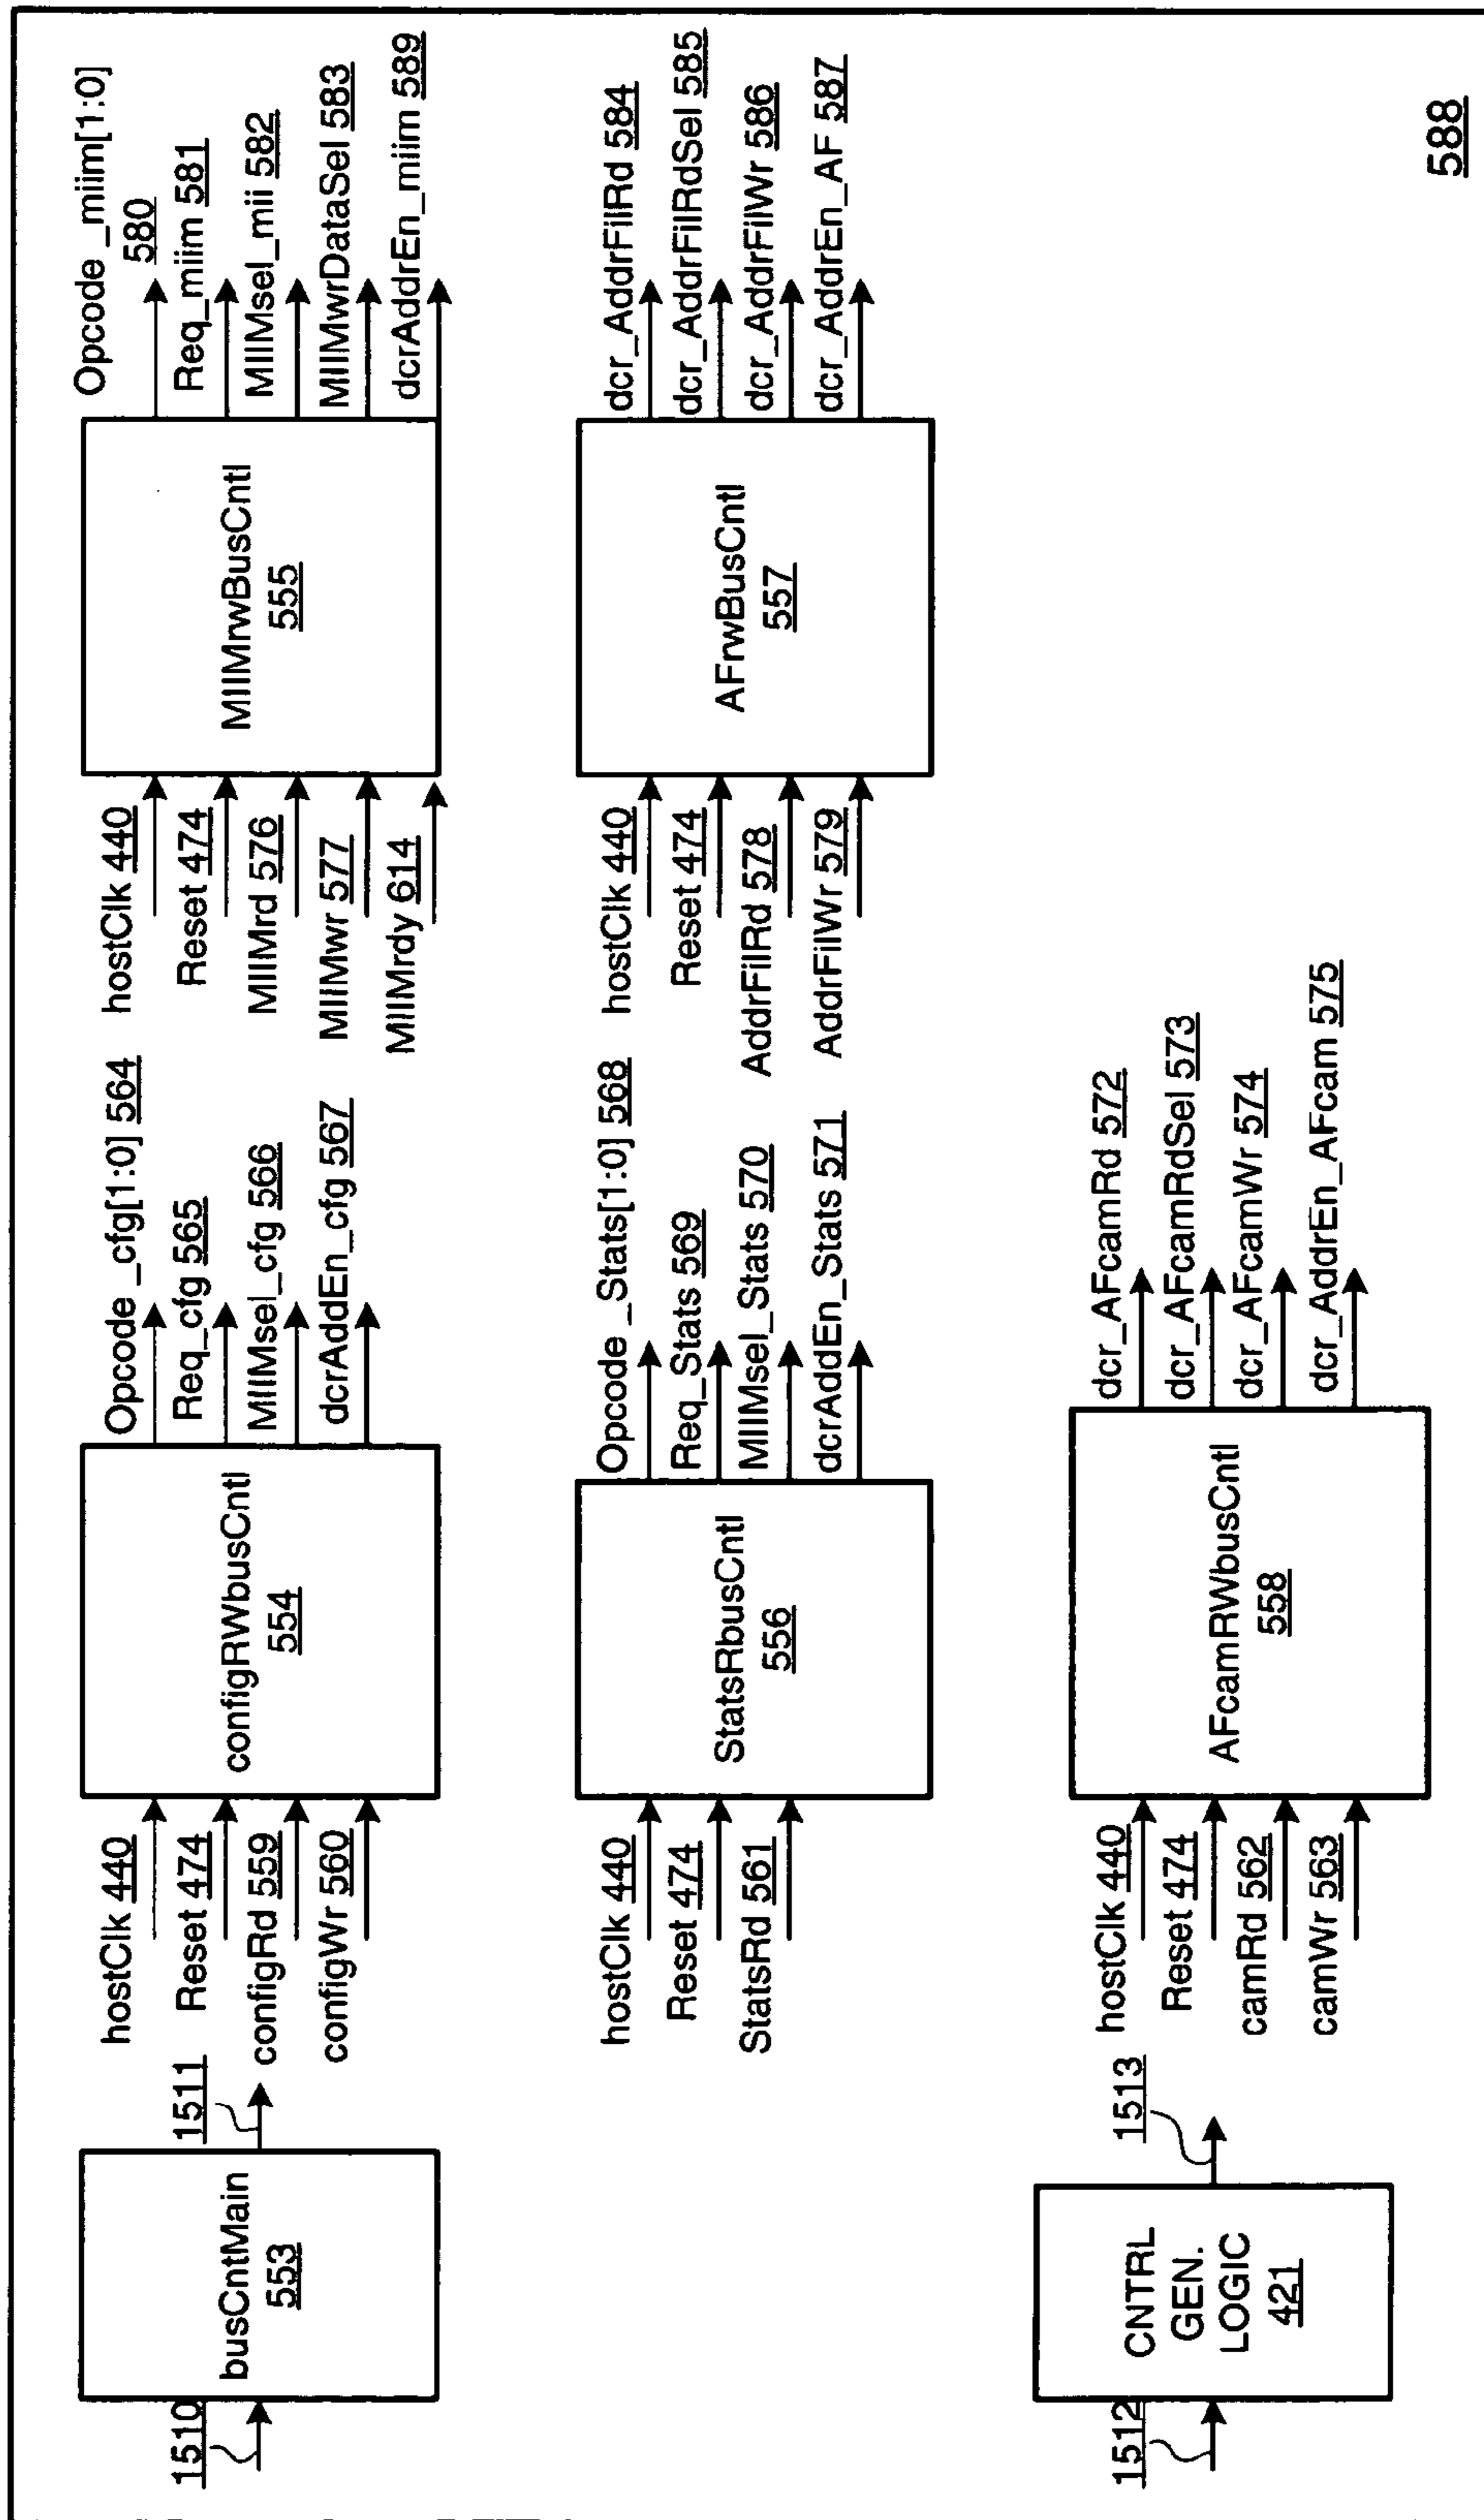 1510
busCntMain
553
1511
hostClk 440
Reset 474
configRd 559
configWr 560
configRWbusCntl
554
Opcode _cfg[1:0] 564
Req_cfg 565
MIIMsel_cfg 566
dcrAddEn_cfg 567
hostClk 440
Reset 474
MIIMrd 576
MIIMwr 577
MIIMrdy 614
MIIMrwBusCntl
555
Opcode _miim[1:0]
580
Req_miim 581
MIIMsel_mii 582
MIIMwrDataSel 583
dcrAddrEn_miim 589
hostClk 440
Reset 474
StatsRd 561
StatsRbusCntl
556
Opcode _Stats[1:0] 568
Req_Stats 569
MIIMsel_Stats 570
dcrAddEn_Stats 571
hostClk 440
Reset 474
AddrFilRd 578
AddrFilWr 579
AFrwBusCntl
557
dcr_AddrFilRd 584
dcr_AddrFilRdSel 585
dcr_AddrFilWr 586
dcr_AddrEn_AF 587
1512
CNTRL
GEN.
LOGIC
421
1513
hostClk 440
Reset 474
camRd 562
camWr 563
AFcamRWbusCntl
558
dcr_AFcamRd 572
dcr_AFcamRdSel 573
dcr_AFcamWr 574
dcr_AddrEn_AFcam 575
588